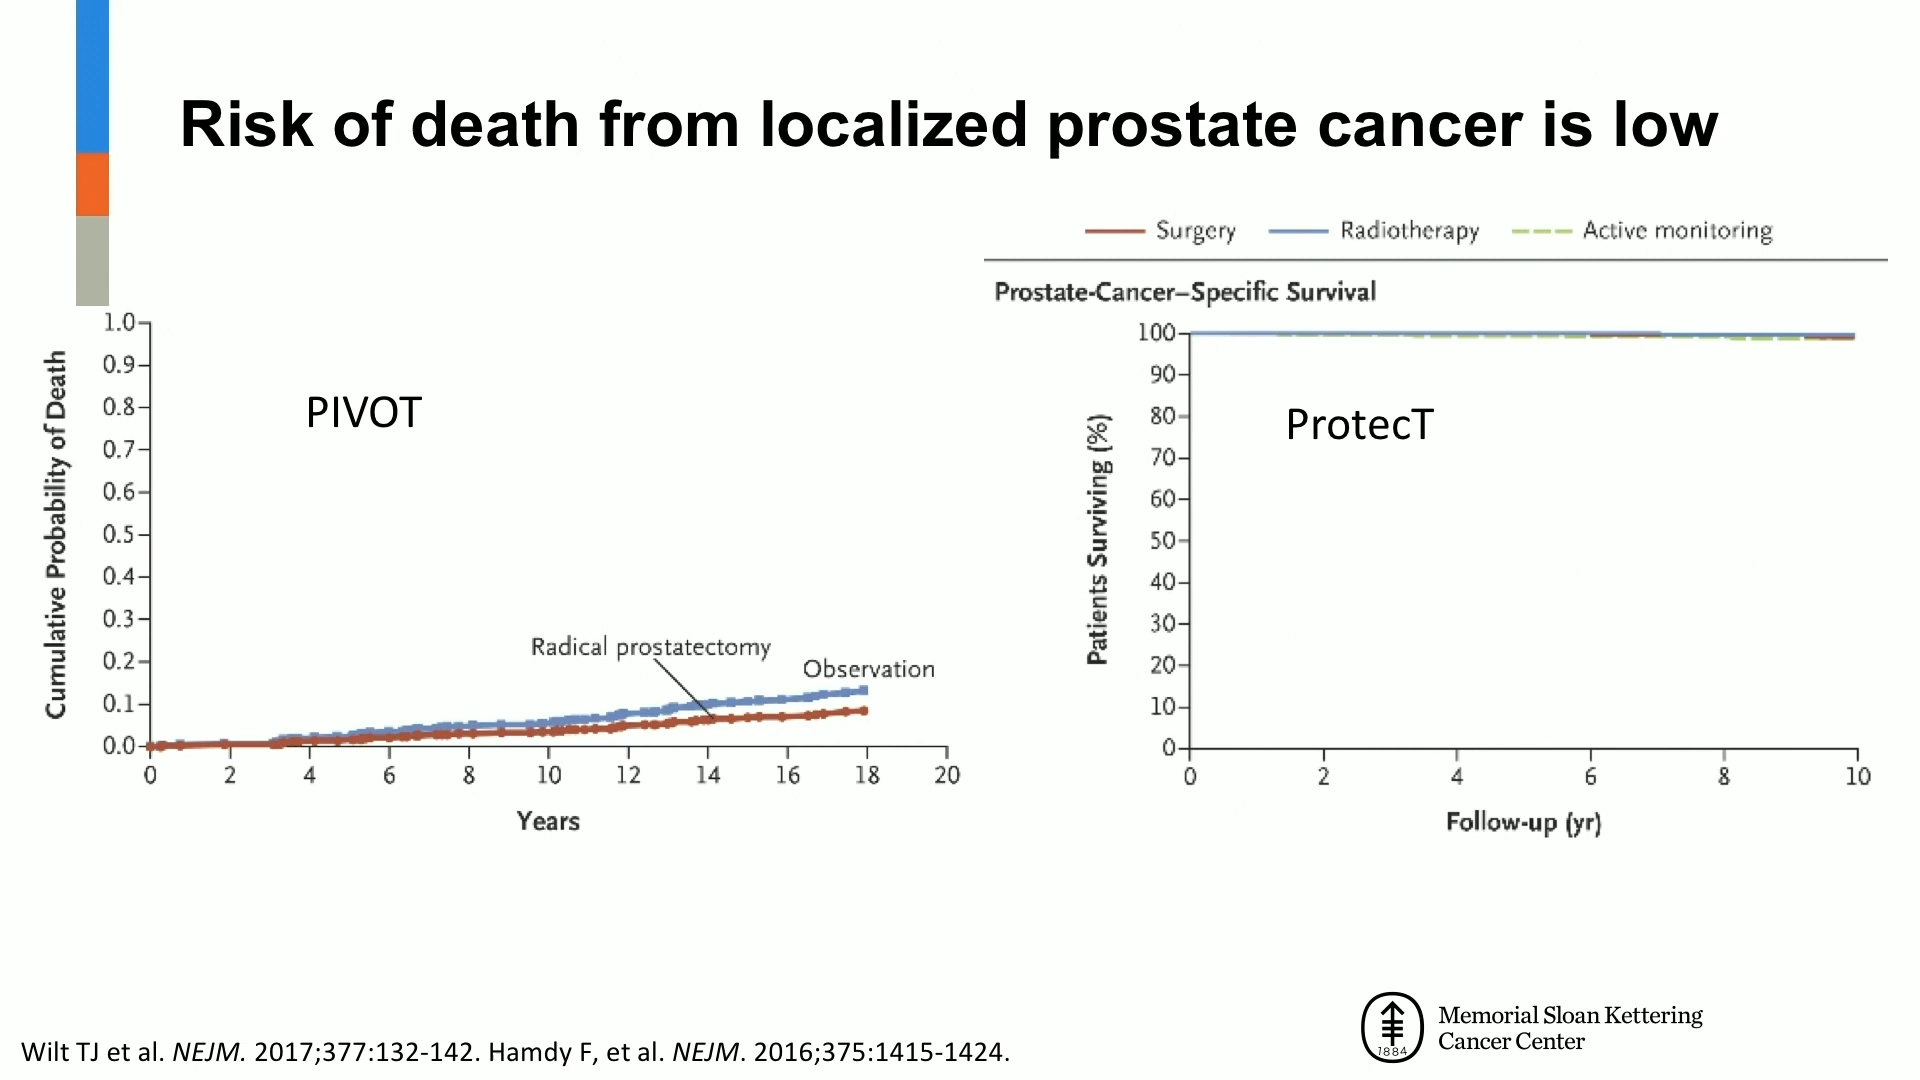 Risk of death from localized prostate cancer is low
Surgery Radiotherapy Active monitoring
Prostate-Cancer–Specific Survival
Cumulative Probability of Death
1.0
0.9
0.8
0.7
0.6
0.5
0.4
0.3
0.2
0.1
0.0
PIVOT
Radical prostatectomy
Observation
0 2 4 6 8 10 12 14 16 18 20
Years
Patients Surviving (%)
100
90
80
70
60
50
40
30
20
10
0
ProtecT
0 2 4 6 8 10
Follow-up (yr)
1884
Memorial Sloan Kettering
Cancer Center
Wilt TJ et al. NEJM. 2017;377:132-142. Hamdy F, et al. NEJM. 2016;375:1415-1424.